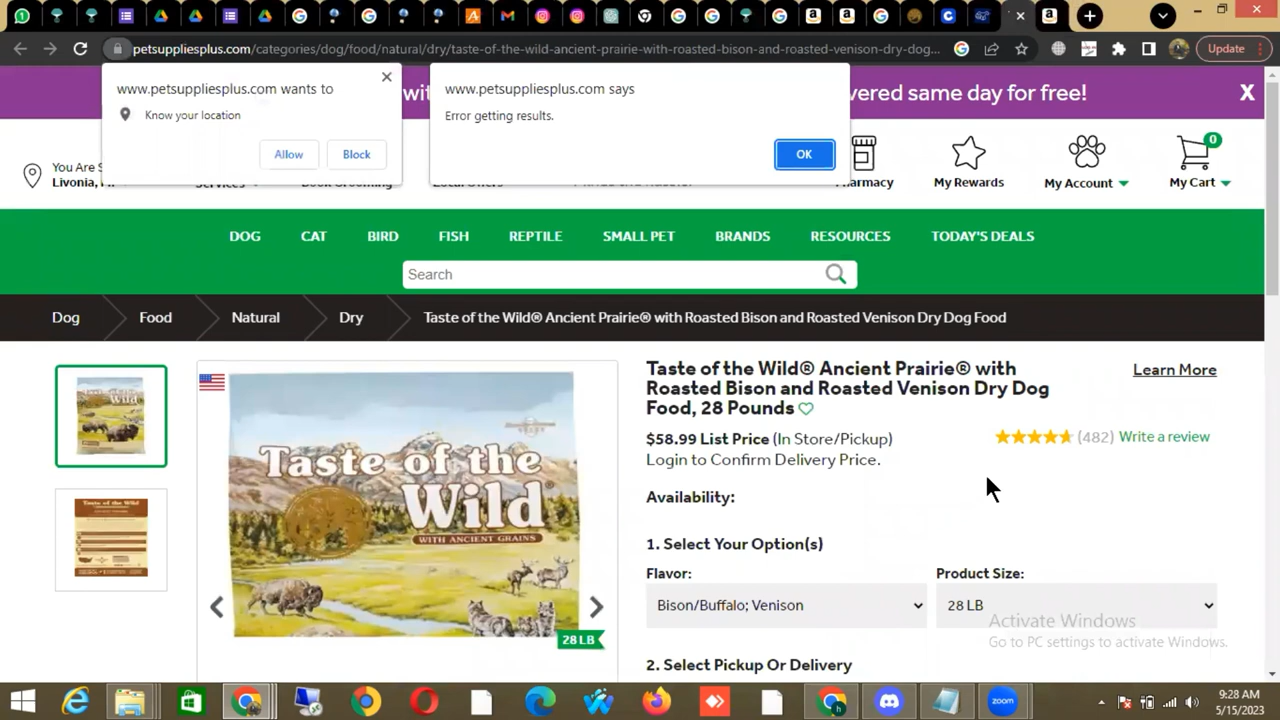 petsuppliesplus.com/categories/dog/food/natural/dry/taste-of-the-wild-ancient-prairie-with-roasted-bison-and-roasted-venison-dry-dog...
Update
www.petsuppliesplus.com wants to
Know your location
Allow
Block
www.petsuppliesplus.com says
Error getting results.
OK
vered same day for free!
X
You Are S
Livonia,
My Rewards
My Account
0
My Cart
DOG
CAT
BIRD
FISH
REPTILE
SMALL PET
BRANDS
RESOURCES
TODAY'S DEALS
Search
Dog
Food
Natural
Dry
Taste of the Wild® Ancient Prairie® with Roasted Bison and Roasted Venison Dry Dog Food
Taste of the
Wild®
WITH ANCIENT GRAINS
28 LB
Taste of the Wild® Ancient Prairie® with
Roasted Bison and Roasted Venison Dry Dog
Food, 28 Pounds
Learn More
$58.99 List Price (In Store/Pickup)
(482) Write a review
Login to Confirm Delivery Price.
Availability:
1. Select Your Option(s)
Flavor:
Product Size:
Bison/Buffalo; Venison
28 LB
Activate Windows
Go to PC settings to activate Windows.
2. Select Pickup Or Delivery
9:28 AM
5/15/2023